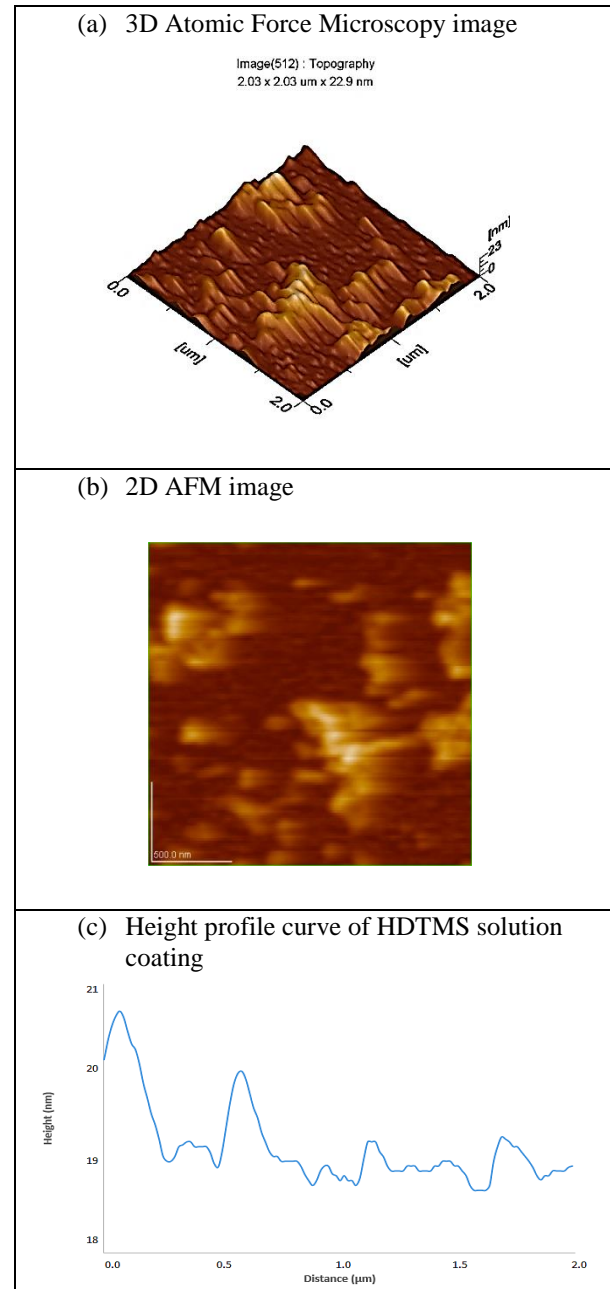 (a) 3D Atomic Force Microscopy image
Image(512) : Topography
2.03 x 2.03 um x 22.9 nm
[nm]
23
0
0.0
2.0
[um]
[um]
2.0
0.0
(b) 2D AFM image
500.0 nm
(c) Height profile curve of HDTMS solution
coating
21
20
19
18
Height (nm)
0.0
0.5
1.0
1.5
2.0
Distance (µm)